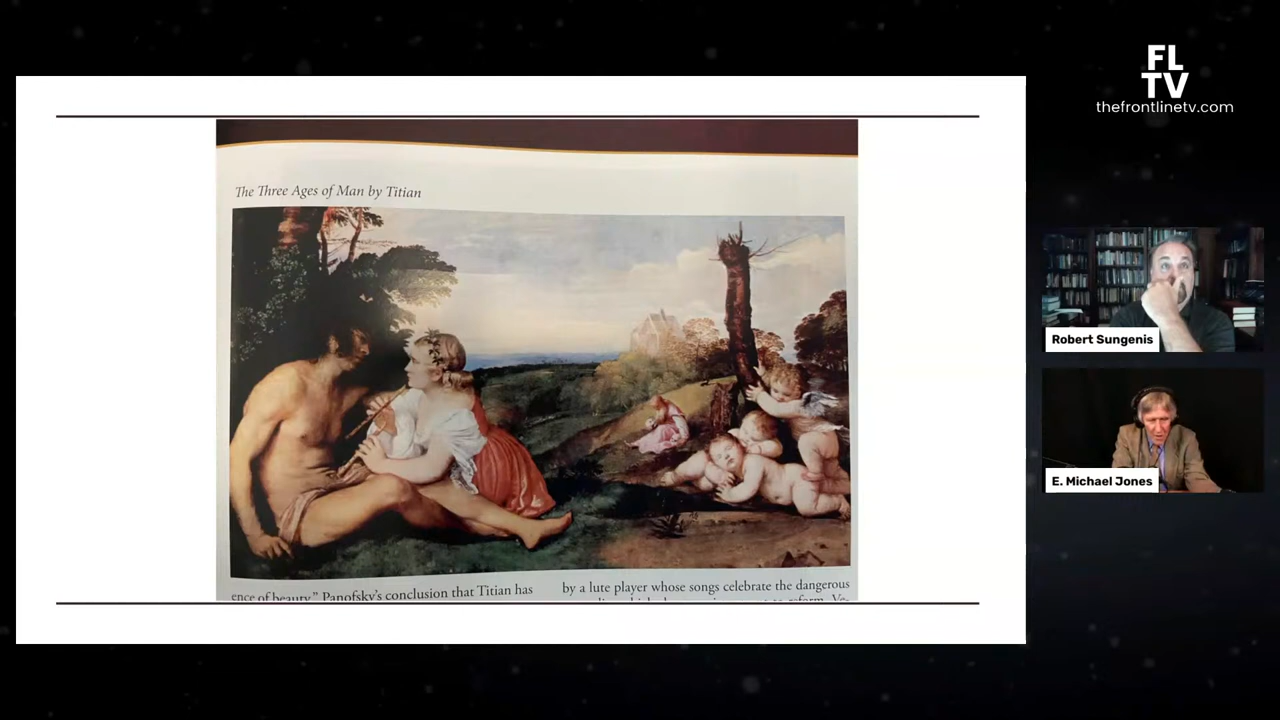 FL
TV
thefrontlinetv.com
The Three Ages of Man by Titian
Robert Sungenis
E. Michael Jones
ence of beauty." Panofsky's conclusion that Titian has
by a lute player whose songs celebrate the dangerous